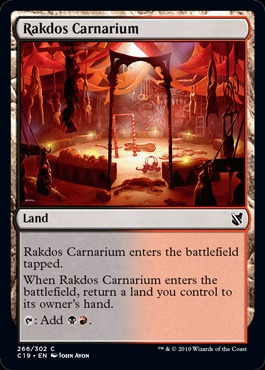 Rakdos Carnarium
Land
Rakdos Carnarium enters the battlefield
tapped.
When Rakdos Carnarium enters the
battlefield, return a land you control to
its owner's hand.
: Add .
266/302 C
C19 • EN JOHN AVON
™ & © 2019 Wizards of the Coast